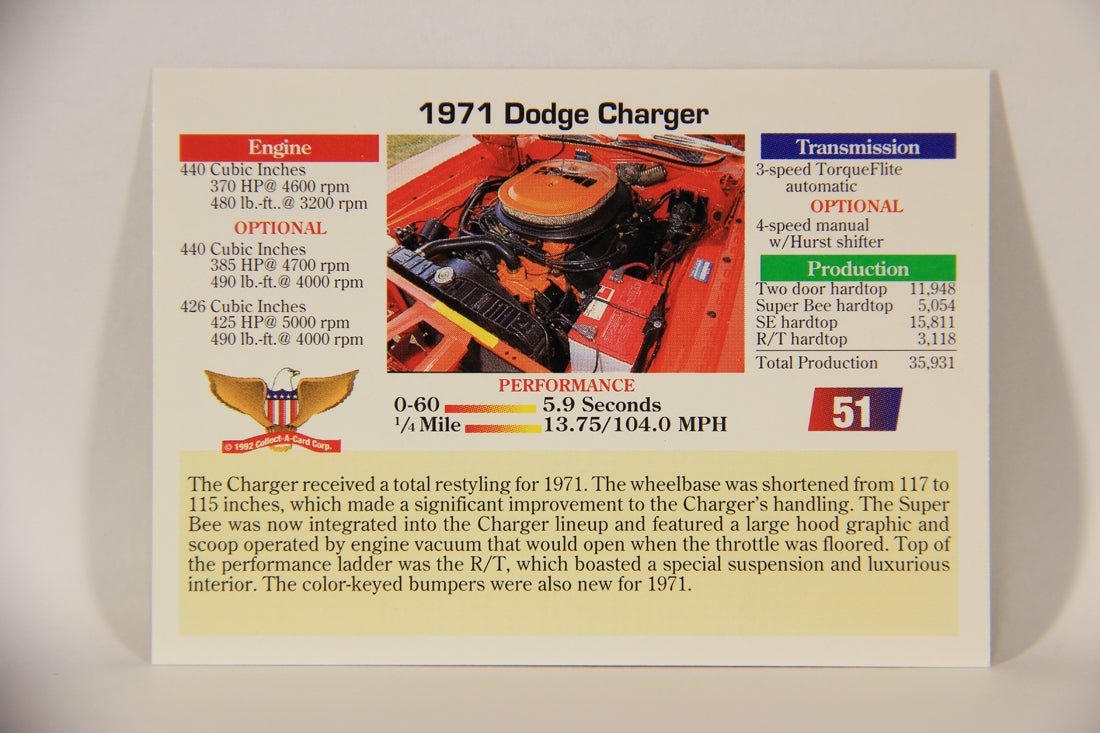 1971 Dodge Charger
Engine
440 Cubic Inches
370 HP@ 4600 rpm
480 lb.-ft..@ 3200 rpm
OPTIONAL
440 Cubic Inches
385 HP@ 4700 rpm
490 lb.-ft.@ 4000 rpm
426 Cubic Inches
425 HP@ 5000 rpm
490 lb.-ft.@ 4000 rpm
© 1992 Collect-A-Card Corp.
PERFORMANCE
0-60 5.9 Seconds
1/4 Mile 13.75/104.0 MPH
Transmission
3-speed TorqueFlite
automatic
OPTIONAL
4-speed manual
w/Hurst shifter
Production
Two door hardtop 11,948
Super Bee hardtop 5,054
SE hardtop 15,811
R/T hardtop 3,118
Total Production 35,931
51
The Charger received a total restyling for 1971. The wheelbase was shortened from 117 to
115 inches, which made a significant improvement to the Charger's handling. The Super
Bee was now integrated into the Charger lineup and featured a large hood graphic and
scoop operated by engine vacuum that would open when the throttle was floored. Top of
the performance ladder was the R/T, which boasted a special suspension and luxurious
interior. The color-keyed bumpers were also new for 1971.